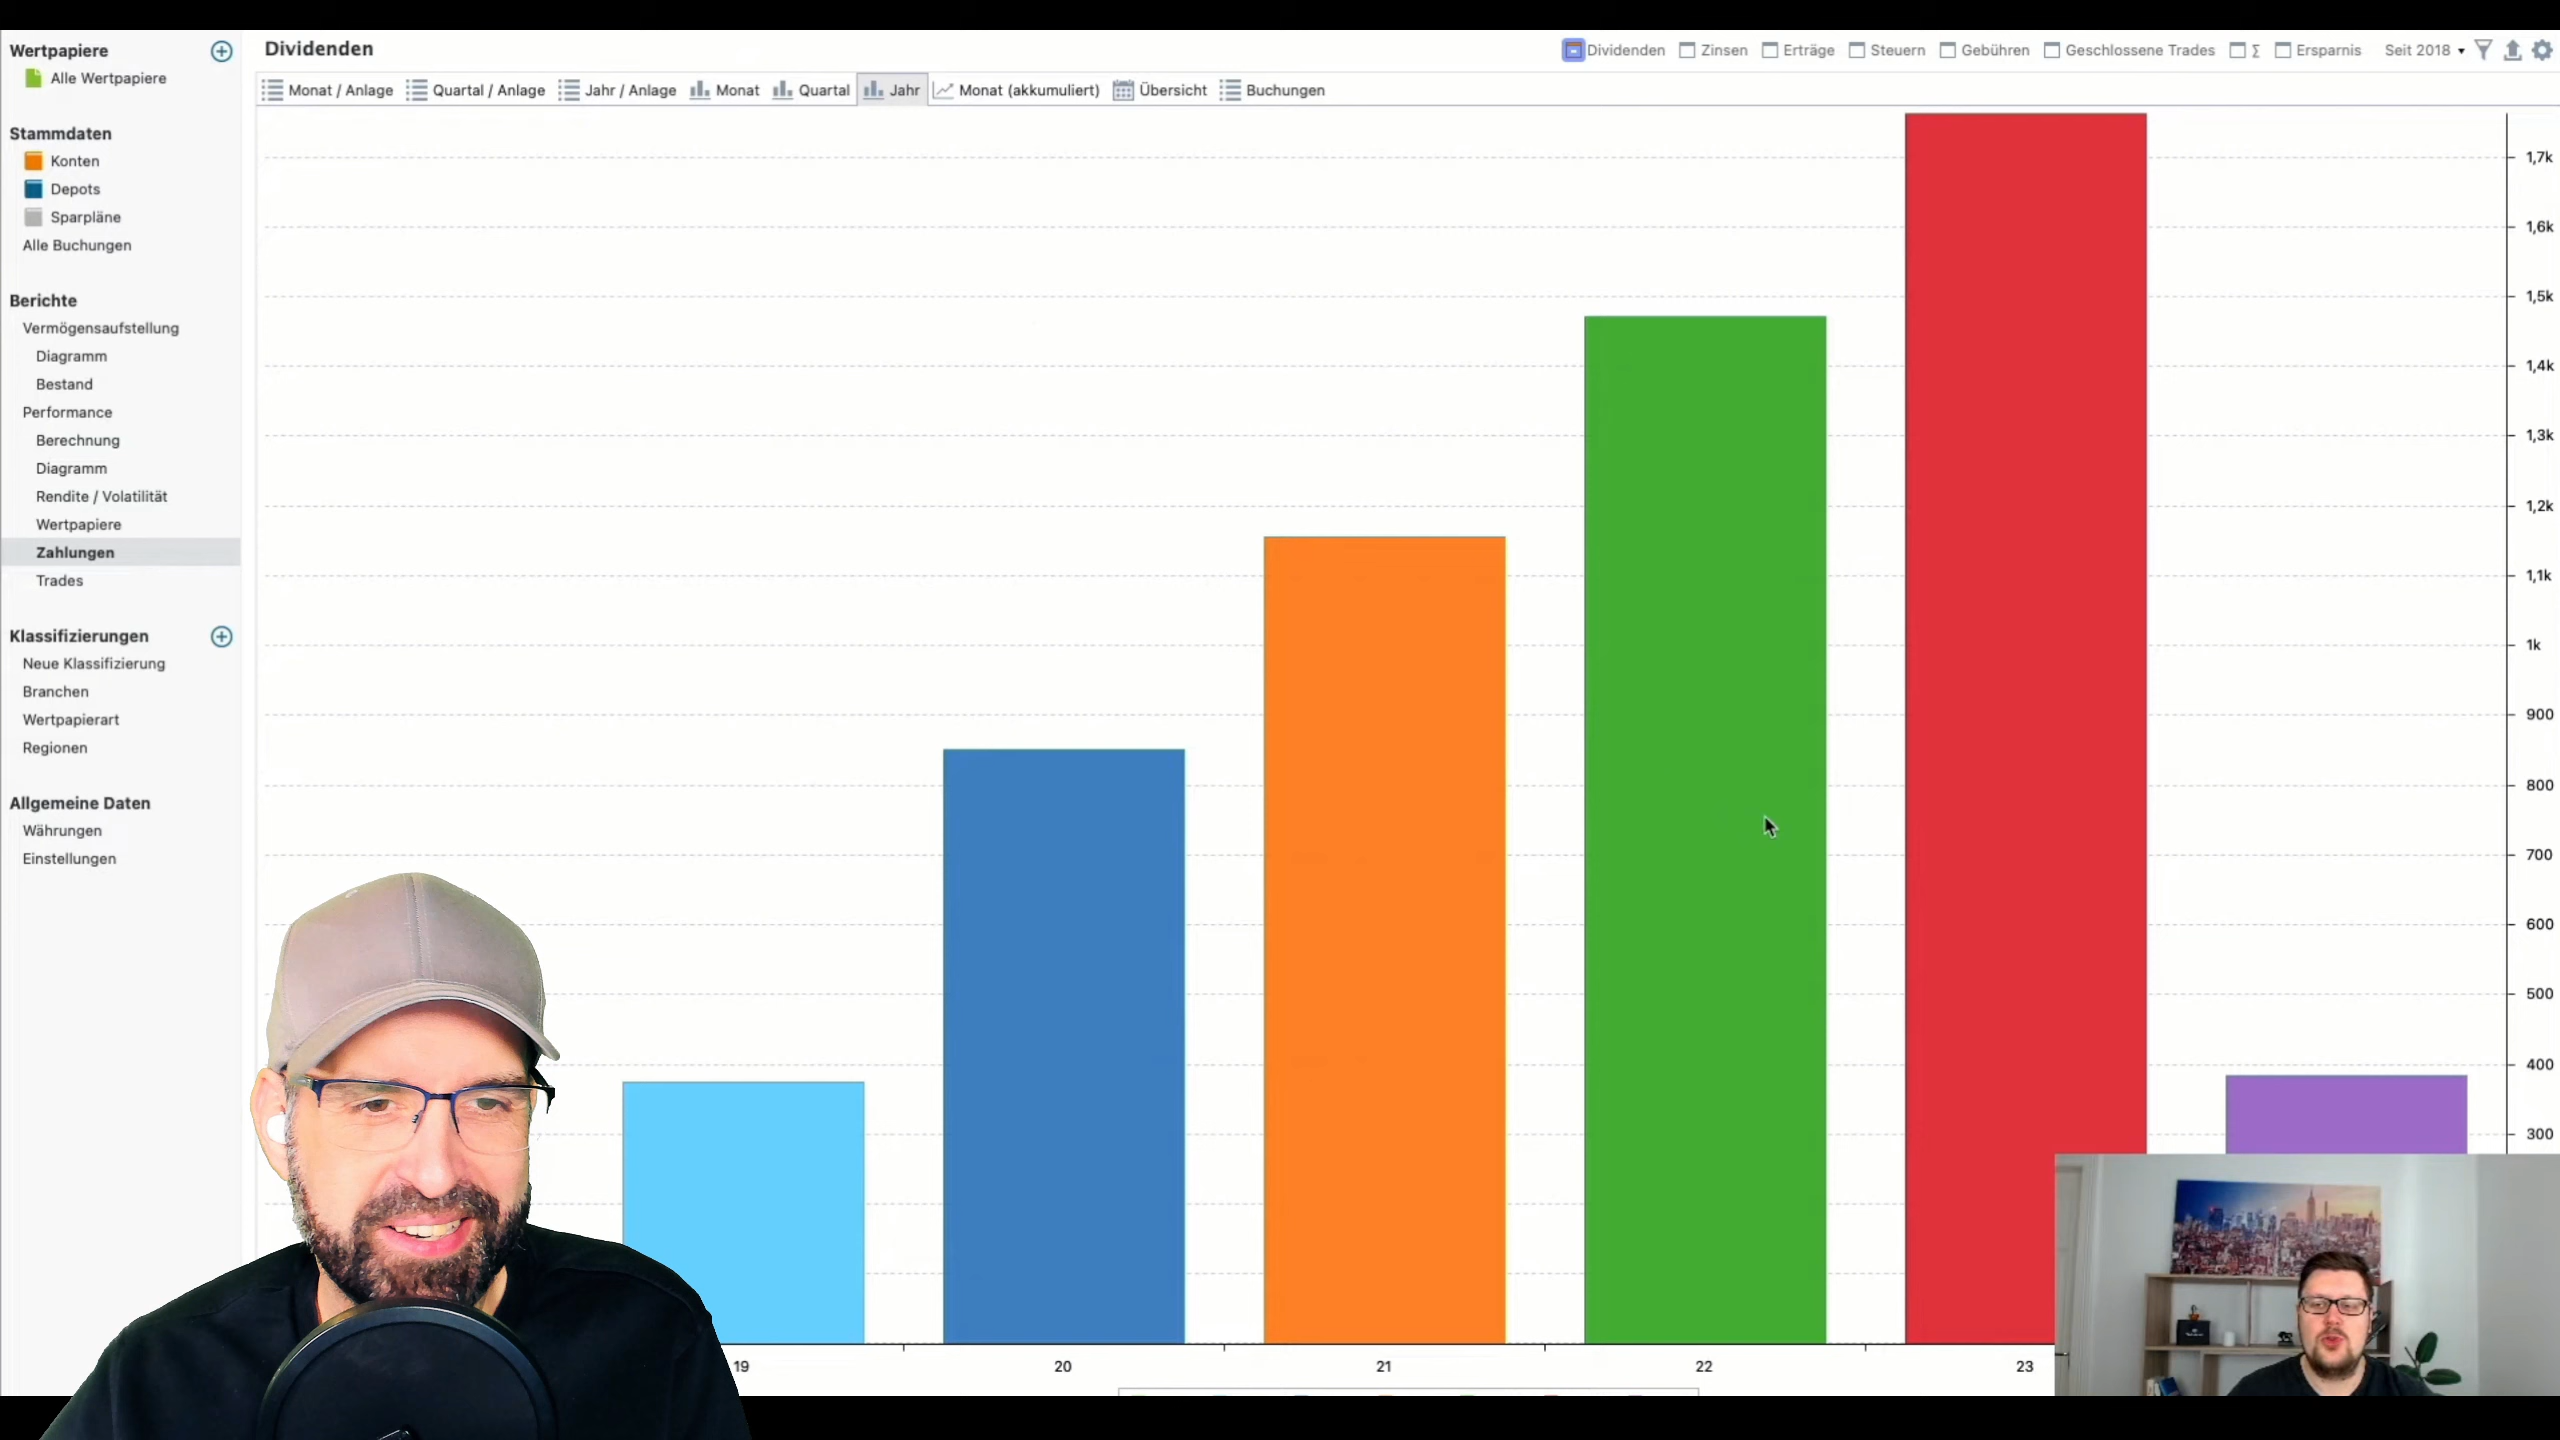 Wertpapiere
Alle Wertpapiere
Stammdaten
Konten
Depots
Sparpläne
Alle Buchungen
Berichte
Vermögensaufstellung
Diagramm
Bestand
Performance
Berechnung
Diagramm
Rendite / Volatilität
Wertpapiere
Zahlungen
Trades
Klassifizierungen
Neue Klassifizierung
Branchen
Wertpapierart
Regionen
Allgemeine Daten
Währungen
Einstellungen
Dividenden
Dividenden Zinsen Erträge Steuern Gebühren Geschlossene Trades Σ Ersparnis Seit 2018
Monat / Anlage Quartal / Anlage Jahr / Anlage Monat Quartal Jahr Monat (akkumuliert) Übersicht Buchungen
1,7k
1,6k
1,5k
1,4k
1,3k
1,2k
1,1k
1k
900
800
700
600
500
400
300
19 20 21 22 23